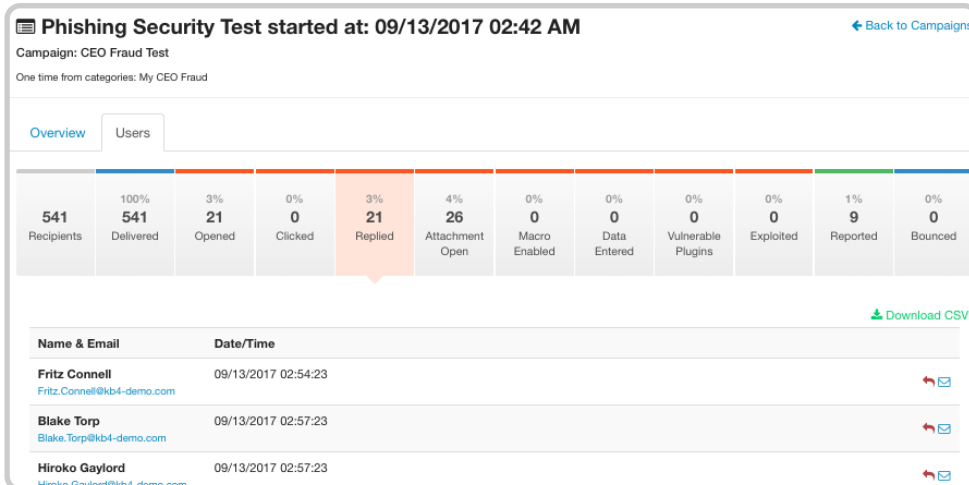 Phishing Security Test started at: 09/13/2017 02:42 AM
Back to Campaigns
Campaign: CEO Fraud Test
One time from categories: My CEO Fraud
Overview
Users
541
Recipients
100%
541
Delivered
3%
21
Opened
0%
0
Clicked
3%
21
Replied
4%
26
Attachment
Open
0%
0
Macro
Enabled
0%
0
Data
Entered
0%
0
Vulnerable
Plugins
0%
0
Exploited
1%
9
Reported
0%
0
Bounced
Download CSV
Name & Email Date/Time
Fritz Connell 09/13/2017 02:54:23
Fritz.Connell@kb4-demo.com
Blake Torp 09/13/2017 02:57:23
Blake.Torp@kb4-demo.com
Hiroko Gaylord 09/13/2017 02:57:23
Hiroko.Gaylord@kb4-demo.com